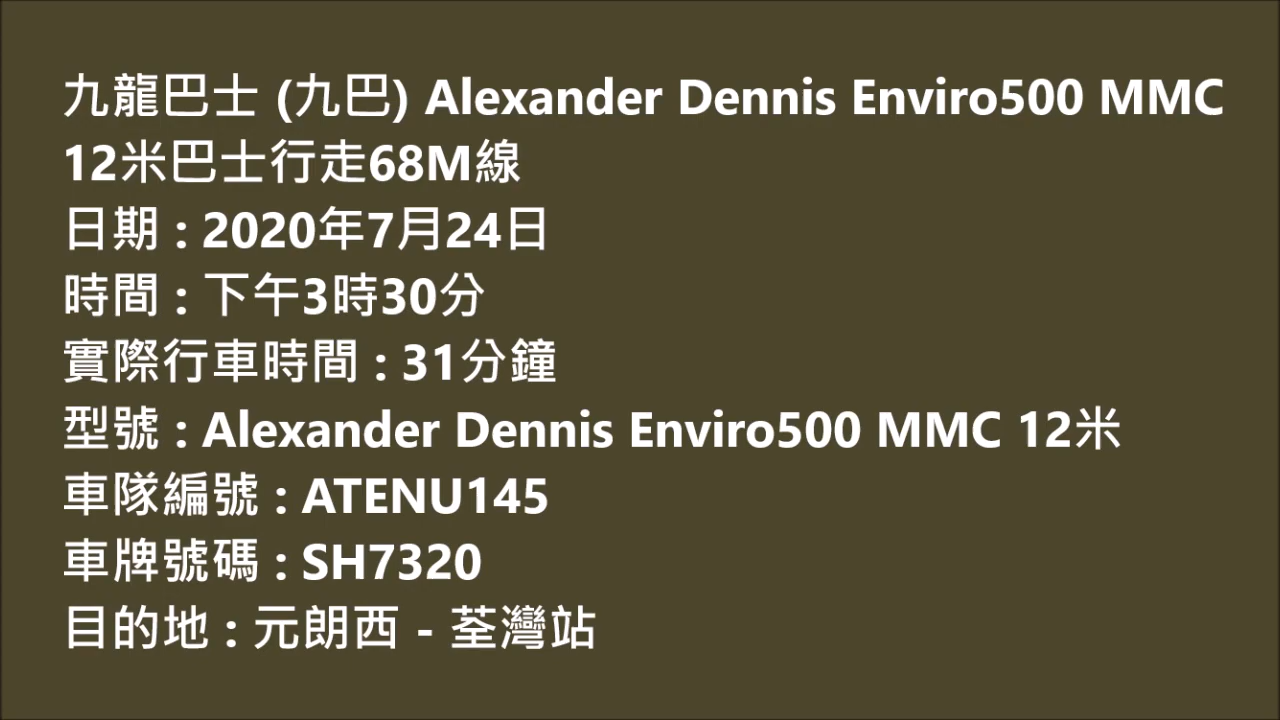 九龍巴士 (九巴) Alexander Dennis Enviro500 MMC
12米巴士行走68M線
日期 : 2020年7月24日
時間 : 下午3時30分
實際行車時間 : 31分鐘
型號 : Alexander Dennis Enviro500 MMC 12米
車隊編號 : ATENU145
車牌號碼 : SH7320
目的地 : 元朗西 - 荃灣站